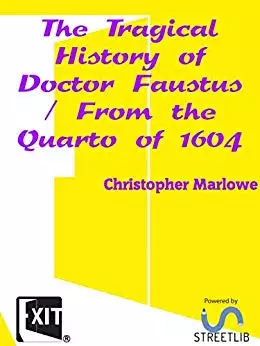 The Tragical
History of
Doctor Faustus
/ From the
Quarto of 1604
Christopher Marlowe
EXIT®
Powered by
STREETLIB